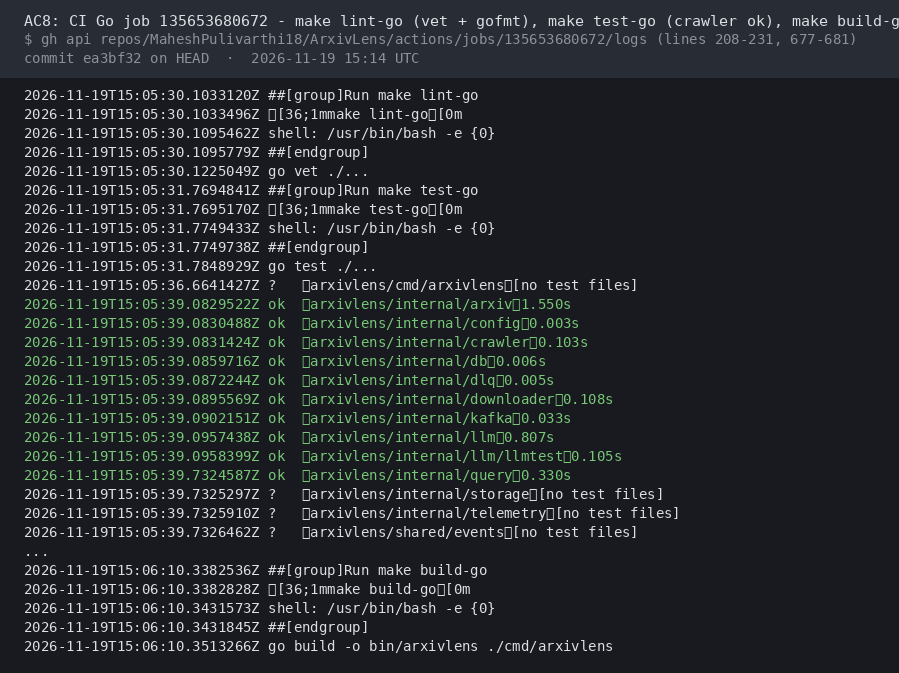 AC8: CI Go job 135653680672 - make lint-go (vet + gofmt), make test-go (crawler ok), make build-g
$ gh api repos/MaheshPulivarthi18/ArxivLens/actions/jobs/135653680672/logs (lines 208-231, 677-681)
commit ea3bf32 on HEAD · 2026-11-19 15:14 UTC
2026-11-19T15:05:30.1033120Z ##[group]Run make lint-go
2026-11-19T15:05:30.1033496Z □[36;1mmake lint-go□[0m
2026-11-19T15:05:30.1095462Z shell: /usr/bin/bash -e {0}
2026-11-19T15:05:30.1095779Z ##[endgroup]
2026-11-19T15:05:30.1225049Z go vet ./...
2026-11-19T15:05:31.7694841Z ##[group]Run make test-go
2026-11-19T15:05:31.7695170Z □[36;1mmake test-go□[0m
2026-11-19T15:05:31.7749433Z shell: /usr/bin/bash -e {0}
2026-11-19T15:05:31.7749738Z ##[endgroup]
2026-11-19T15:05:31.7848929Z go test ./...
2026-11-19T15:05:36.6641427Z ?   □arxivlens/cmd/arxivlens□[no test files]
2026-11-19T15:05:39.0829522Z ok  □arxivlens/internal/arxiv□1.550s
2026-11-19T15:05:39.0830488Z ok  □arxivlens/internal/config□0.003s
2026-11-19T15:05:39.0831424Z ok  □arxivlens/internal/crawler□0.103s
2026-11-19T15:05:39.0859716Z ok  □arxivlens/internal/db□0.006s
2026-11-19T15:05:39.0872244Z ok  □arxivlens/internal/dlq□0.005s
2026-11-19T15:05:39.0895569Z ok  □arxivlens/internal/downloader□0.108s
2026-11-19T15:05:39.0902151Z ok  □arxivlens/internal/kafka□0.033s
2026-11-19T15:05:39.0957438Z ok  □arxivlens/internal/llm□0.807s
2026-11-19T15:05:39.0958399Z ok  □arxivlens/internal/llm/llmtest□0.105s
2026-11-19T15:05:39.7324587Z ok  □arxivlens/internal/query□0.330s
2026-11-19T15:05:39.7325297Z ?   □arxivlens/internal/storage□[no test files]
2026-11-19T15:05:39.7325910Z ?   □arxivlens/internal/telemetry□[no test files]
2026-11-19T15:05:39.7326462Z ?   □arxivlens/shared/events□[no test files]
...
2026-11-19T15:06:10.3382536Z ##[group]Run make build-go
2026-11-19T15:06:10.3382828Z □[36;1mmake build-go□[0m
2026-11-19T15:06:10.3431573Z shell: /usr/bin/bash -e {0}
2026-11-19T15:06:10.3431845Z ##[endgroup]
2026-11-19T15:06:10.3513266Z go build -o bin/arxivlens ./cmd/arxivlens